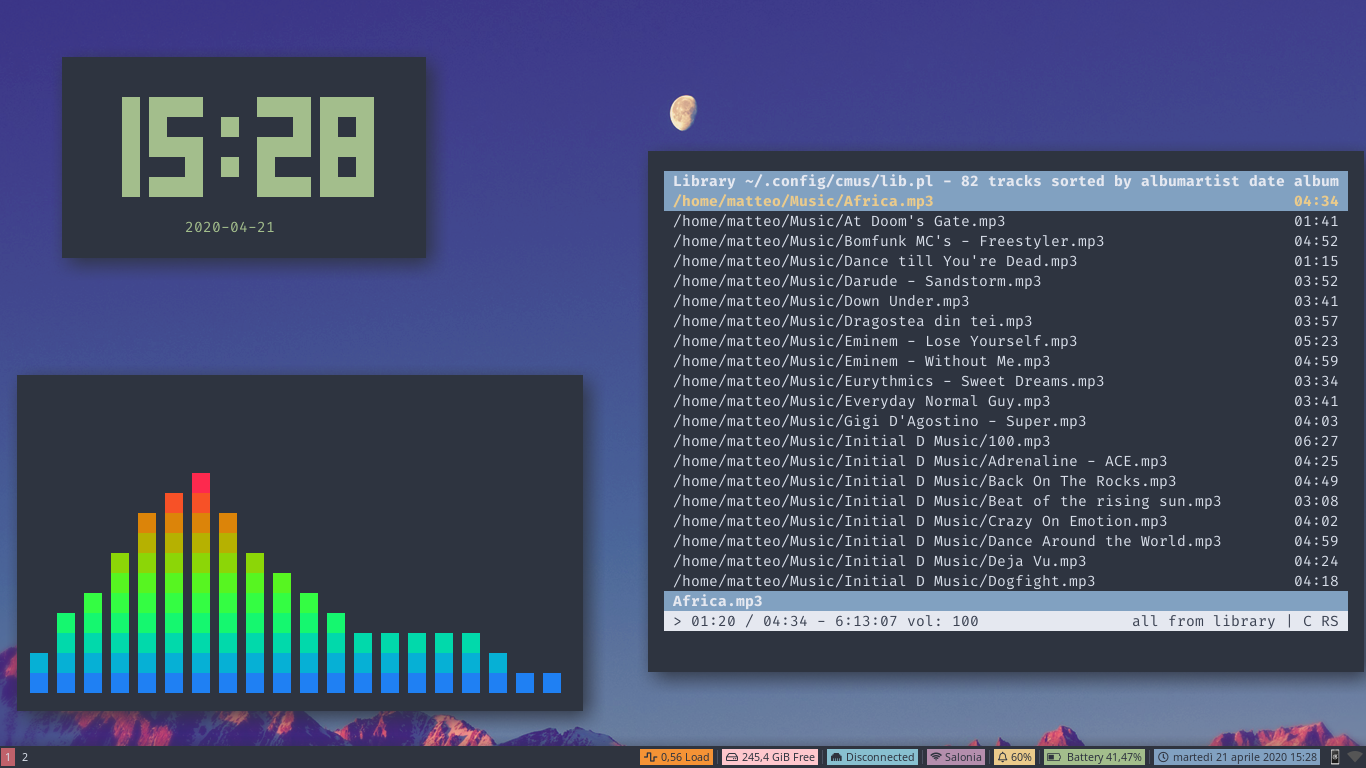 15:28
2020-04-21
Library ~/.config/cmus/lib.pl - 82 tracks sorted by albumartist date album
/home/matteo/Music/Africa.mp3 04:34
/home/matteo/Music/At Doom's Gate.mp3 01:41
/home/matteo/Music/Bomfunk MC's - Freestyler.mp3 04:52
/home/matteo/Music/Dance till You're Dead.mp3 01:15
/home/matteo/Music/Darude - Sandstorm.mp3 03:52
/home/matteo/Music/Down Under.mp3 03:41
/home/matteo/Music/Dragostea din tei.mp3 03:57
/home/matteo/Music/Eminem - Lose Yourself.mp3 05:23
/home/matteo/Music/Eminem - Without Me.mp3 04:59
/home/matteo/Music/Eurythmics - Sweet Dreams.mp3 03:34
/home/matteo/Music/Everyday Normal Guy.mp3 03:41
/home/matteo/Music/Gigi D'Agostino - Super.mp3 04:03
/home/matteo/Music/Initial D Music/100.mp3 06:27
/home/matteo/Music/Initial D Music/Adrenaline - ACE.mp3 04:25
/home/matteo/Music/Initial D Music/Back On The Rocks.mp3 04:49
/home/matteo/Music/Initial D Music/Beat of the rising sun.mp3 03:08
/home/matteo/Music/Initial D Music/Crazy On Emotion.mp3 04:02
/home/matteo/Music/Initial D Music/Dance Around the World.mp3 04:59
/home/matteo/Music/Initial D Music/Deja Vu.mp3 04:24
/home/matteo/Music/Initial D Music/Dogfight.mp3 04:18
Africa.mp3
> 01:20 / 04:34 - 6:13:07 vol: 100 all from library | C RS
1 2 0,56 Load 245,4 GiB Free Disconnected Salonia 60% Battery 41,47% martedì 21 aprile 2020 15:28